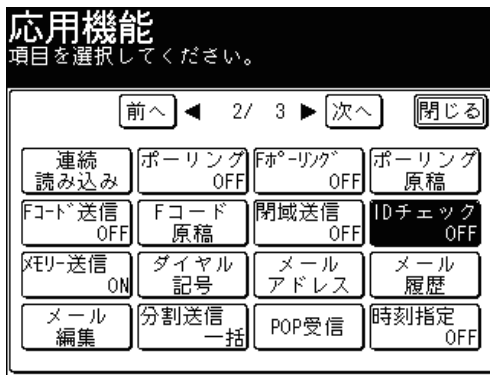 応用機能
項目を選択してください。
前へ ◀ 2/ 3 ▶ 次へ 閉じる
連続 ポーリング Fﾎﾟｰﾘﾝｸﾞ ポーリング
読み込み OFF OFF 原稿
Fｺｰﾄﾞ送信 Fコード 閉域送信 IDチェック
OFF 原稿 OFF OFF
ﾒﾓﾘｰ送信 ダイヤル メール メール
ON 記号 アドレス 履歴
メール 分割送信 POP受信 時刻指定
編集 一括 OFF